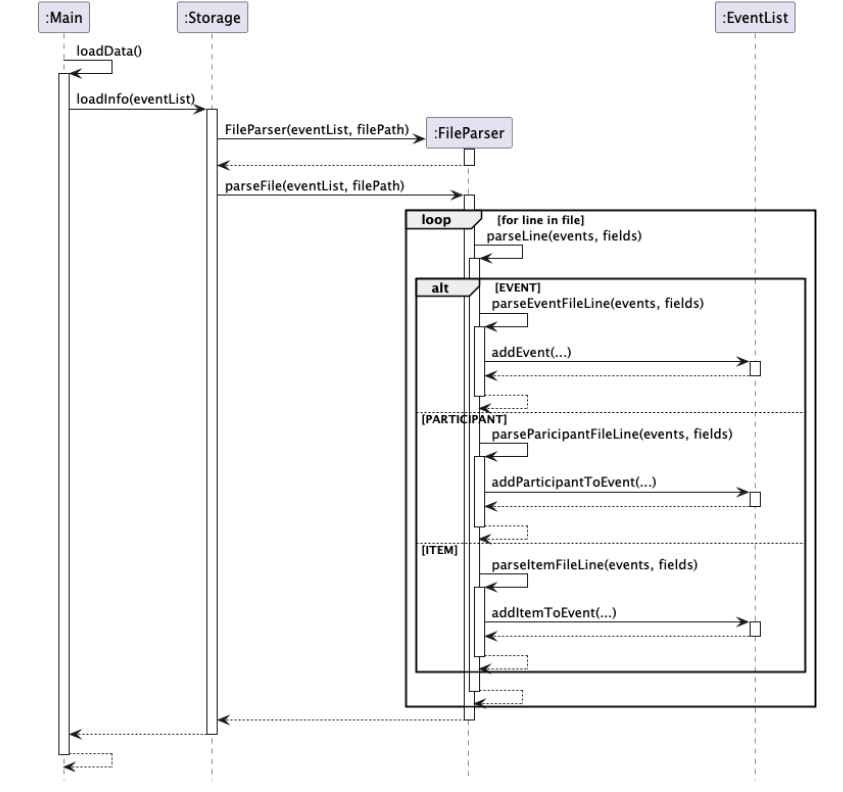 :Main
:Storage
:EventList
loadData()
loadInfo(eventList)
FileParser(eventList, filePath)
:FileParser
parseFile(eventList, filePath)
loop
[for line in file]
parseLine(events, fields)
alt
[EVENT]
parseEventFileLine(events, fields)
addEvent(...)
[PARTICIPANT]
parseParicipantFileLine(events, fields)
addParticipantToEvent(...)
[ITEM]
parseItemFileLine(events, fields)
addItemToEvent(...)